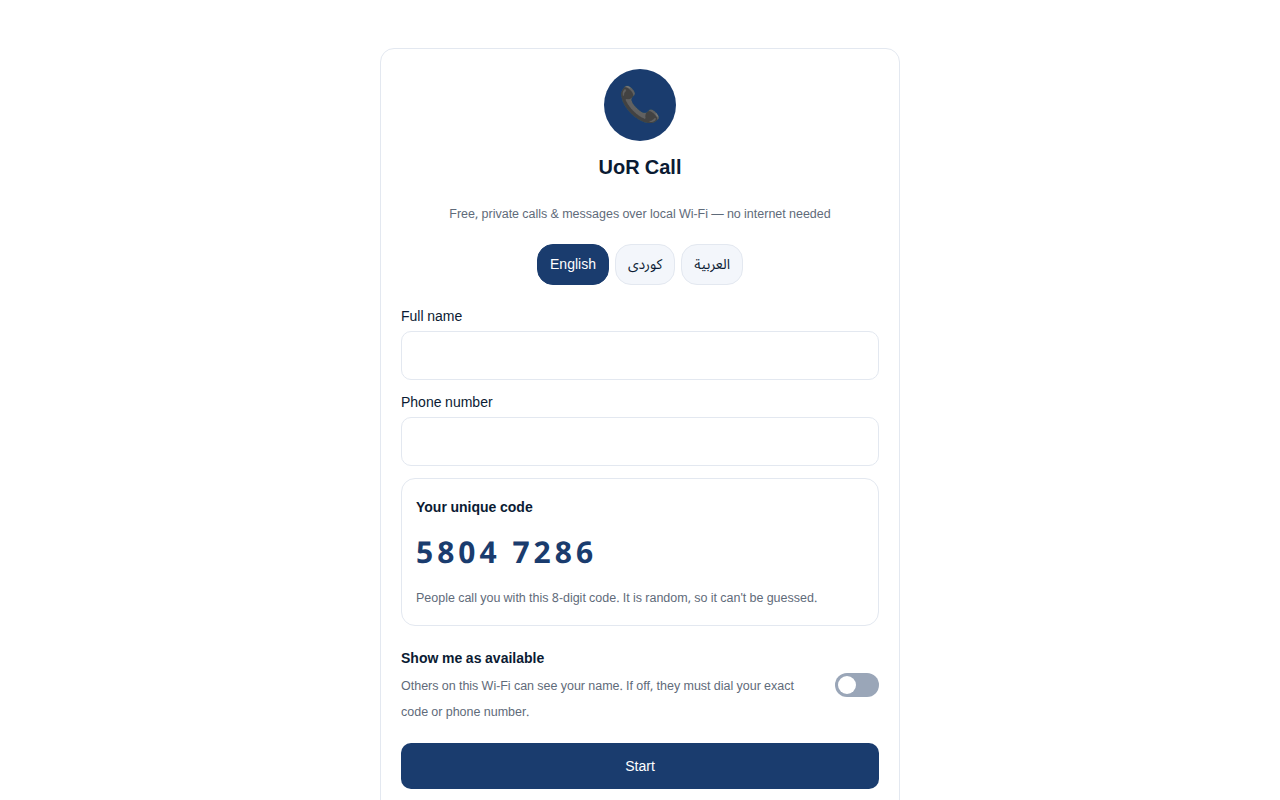 UoR Call
Free, private calls & messages over local Wi-Fi — no internet needed
English
كوردی
العربية
Full name
Phone number
Your unique code
5804 7286
People call you with this 8-digit code. It is random, so it can't be guessed.
Show me as available
Others on this Wi-Fi can see your name. If off, they must dial your exact
code or phone number.
Start